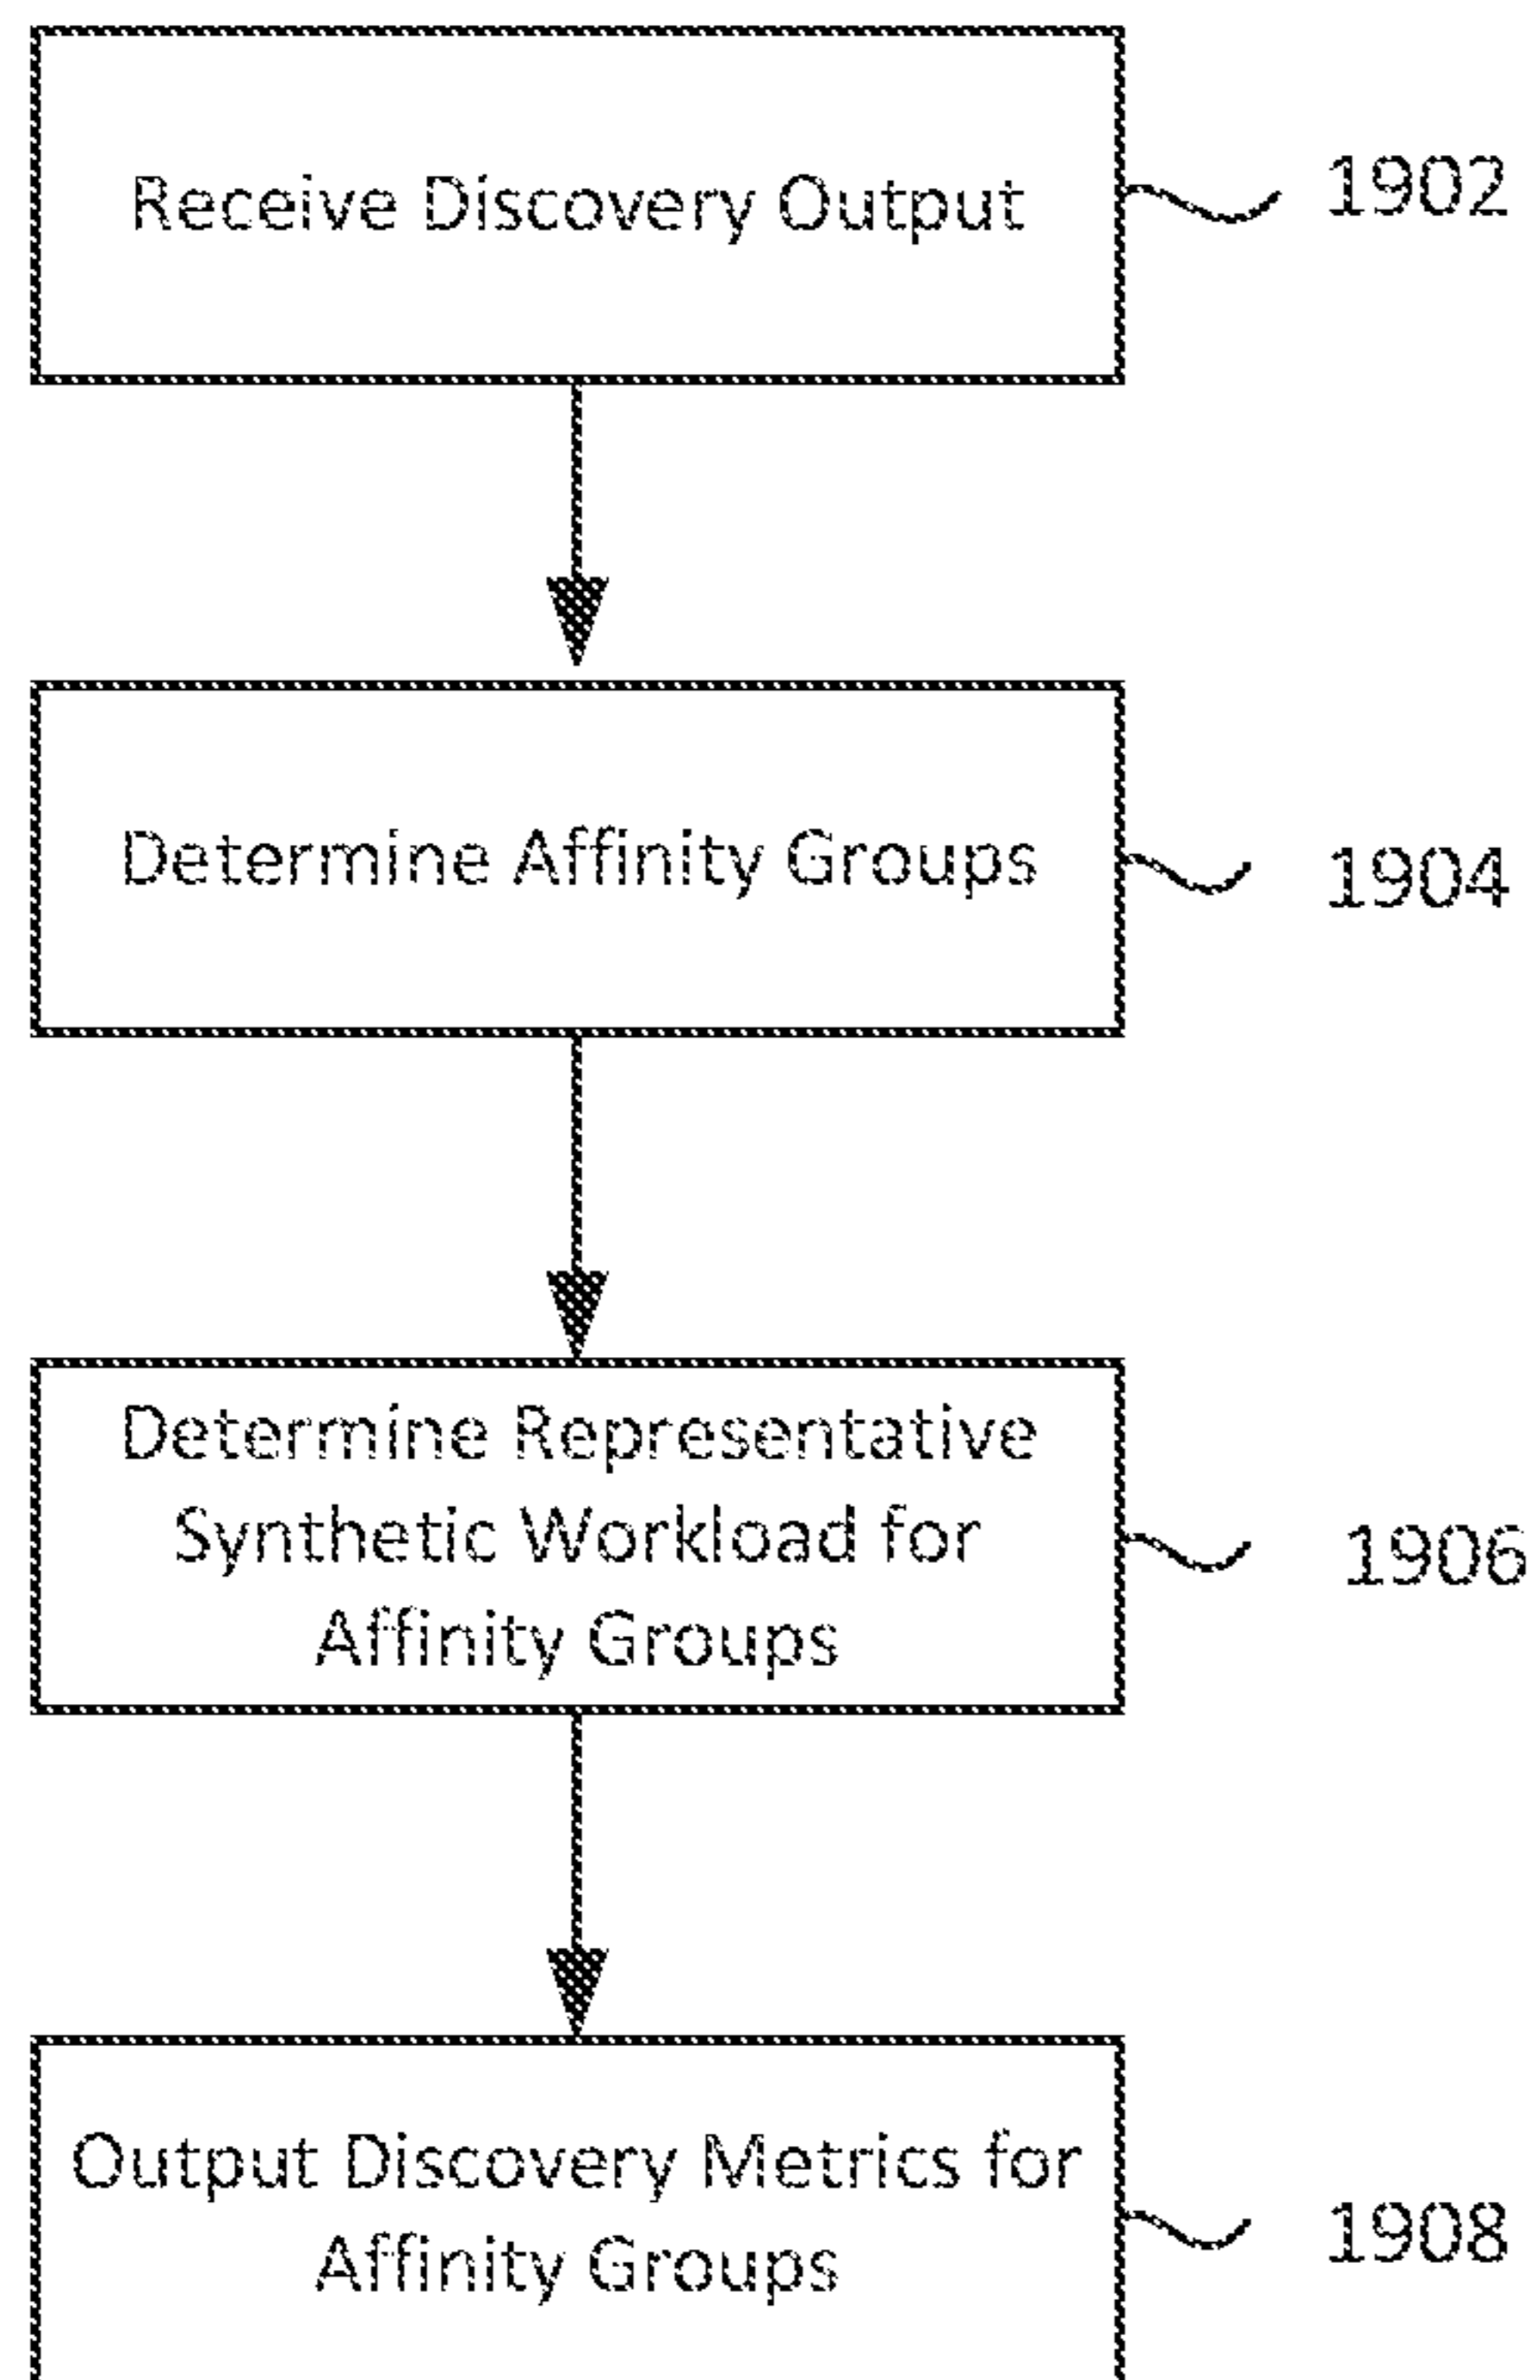 Receive Discovery Output
1902
Determine Affinity Groups
1904
Determine Representative
Synthetic Workload for
Affinity Groups
1906
Output Discovery Metrics for
Affinity Groups
1908